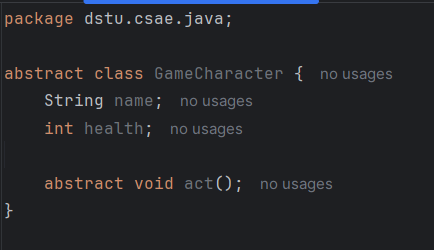 package dstu.csae.java;
abstract class GameCharacter { no usages
String name; no usages
int health; no usages
abstract void act(); no usages
}